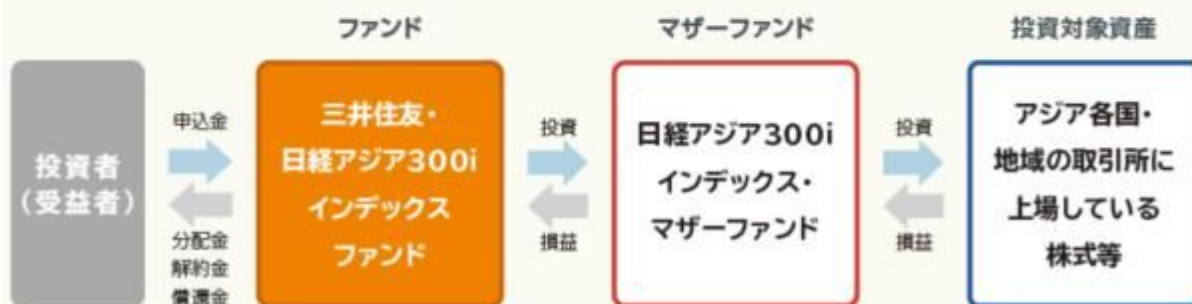 ファンド
マザーファンド
投資対象資産
投資者
(受益者)
申込金
分配金
解約金
償還金
三井住友・
日経アジア300i
インデックス
ファンド
投資
損益
日経アジア300i
インデックス・
マザーファンド
投資
損益
アジア各国・
地域の取引所に
上場している
株式等